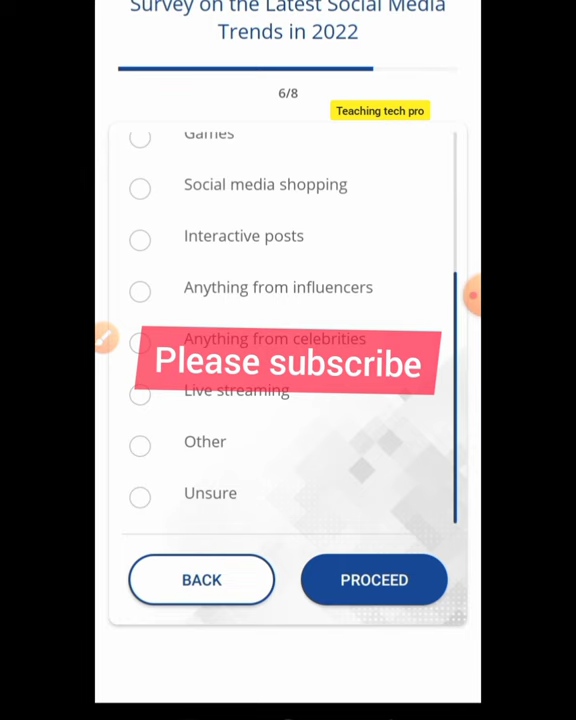 Survey on the Latest Social Media
Trends in 2022
6/8
Teaching tech pro
Games
Social media shopping
Interactive posts
Anything from influencers
Anything from celebrities
Please subscribe
Live streaming
Other
Unsure
BACK
PROCEED